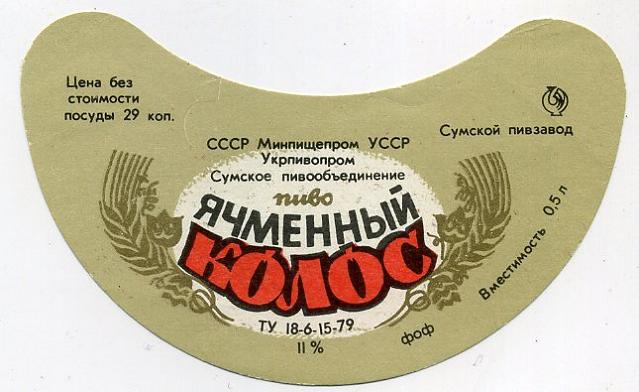 Цена без
стоимости
посуды 29 коп.
Сумской пивзавод
СССР Минпищепром УССР
Укрпивопром
Сумское пивообъединение
пиво
ЯЧМЕННЫЙ
КОЛОС
ТУ 18-6-15-79
11%
фоф
Вместимость 0,5 л